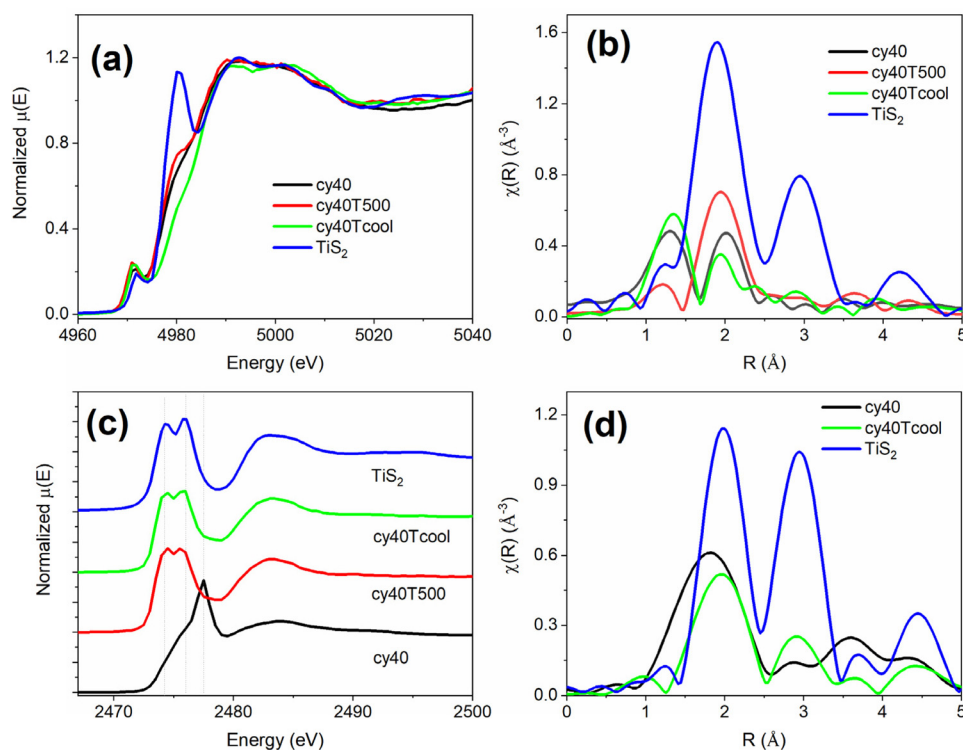 (a)
Normalized μ(E)
1.2
0.8
0.4
0.0
cy40
cy40T500
cy40Tcool
TiS₂
4960 4980 5000 5020 5040
Energy (eV)
(b)
χ(R) (Å⁻³)
1.6
1.2
0.8
0.4
0.0
cy40
cy40T500
cy40Tcool
TiS₂
0 1 2 3 4 5
R (Å)
(c)
Normalized μ(E)
TiS₂
cy40Tcool
cy40T500
cy40
2470 2480 2490 2500
Energy (eV)
(d)
χ(R) (Å⁻³)
1.2
0.9
0.6
0.3
0.0
cy40
cy40Tcool
TiS₂
0 1 2 3 4 5
R (Å)